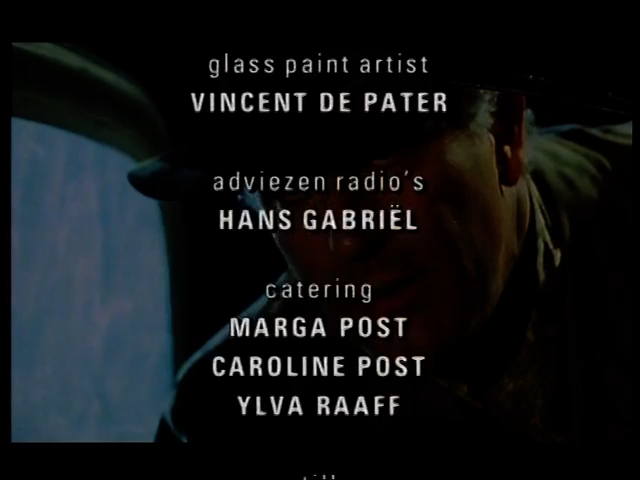 glass paint artist
VINCENT DE PATER
adviezen radio's
HANS GABRIËL
catering
MARGA POST
CAROLINE POST
YLVA RAAFF